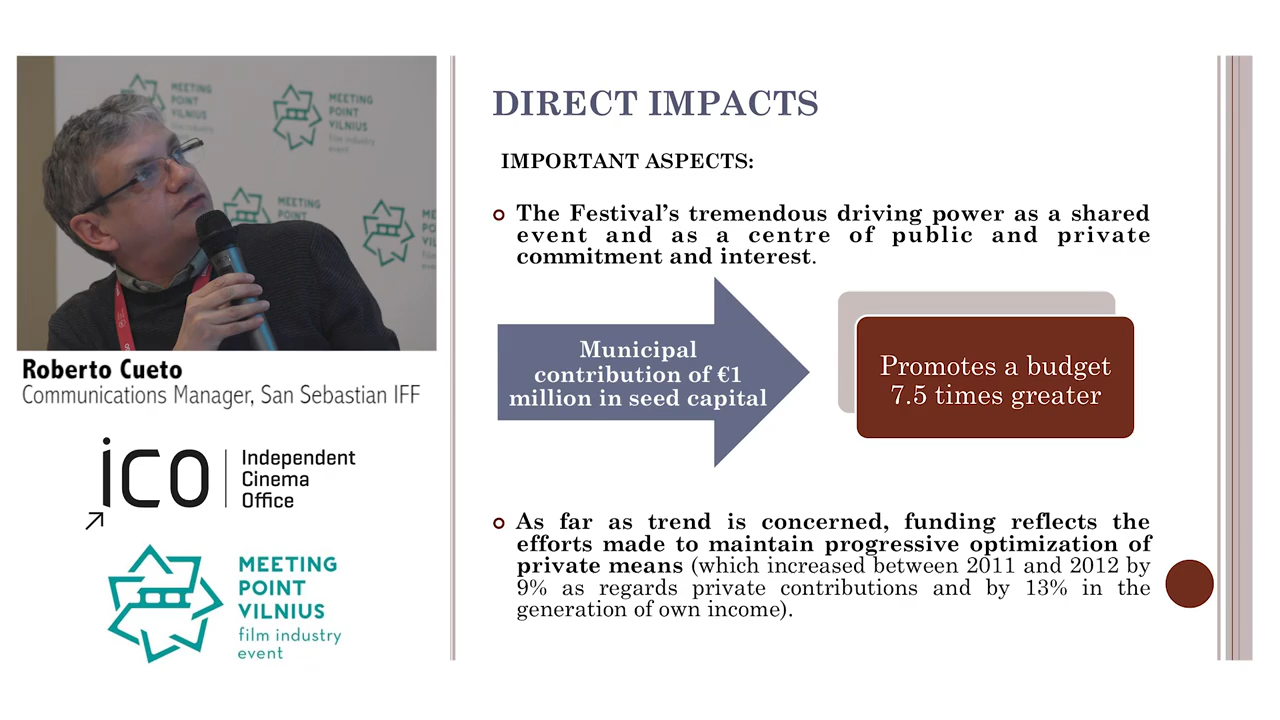 MEETING
POINT
VILNIUS
film industry
event
MEETING
POINT
VILNIUS
film industry
event
MEETING
POINT
Roberto Cueto
Communications Manager, San Sebastian IFF
ico
Independent
Cinema
Office
MEETING
POINT
VILNIUS
film industry
event
DIRECT IMPACTS
IMPORTANT ASPECTS:
The Festival’s tremendous driving power as a shared
event and as a centre of public and private
commitment and interest.
Municipal
contribution of €1
million in seed capital
Promotes a budget
7.5 times greater
As far as trend is concerned, funding reflects the
efforts made to maintain progressive optimization of
private means (which increased between 2011 and 2012 by
9% as regards private contributions and by 13% in the
generation of own income).